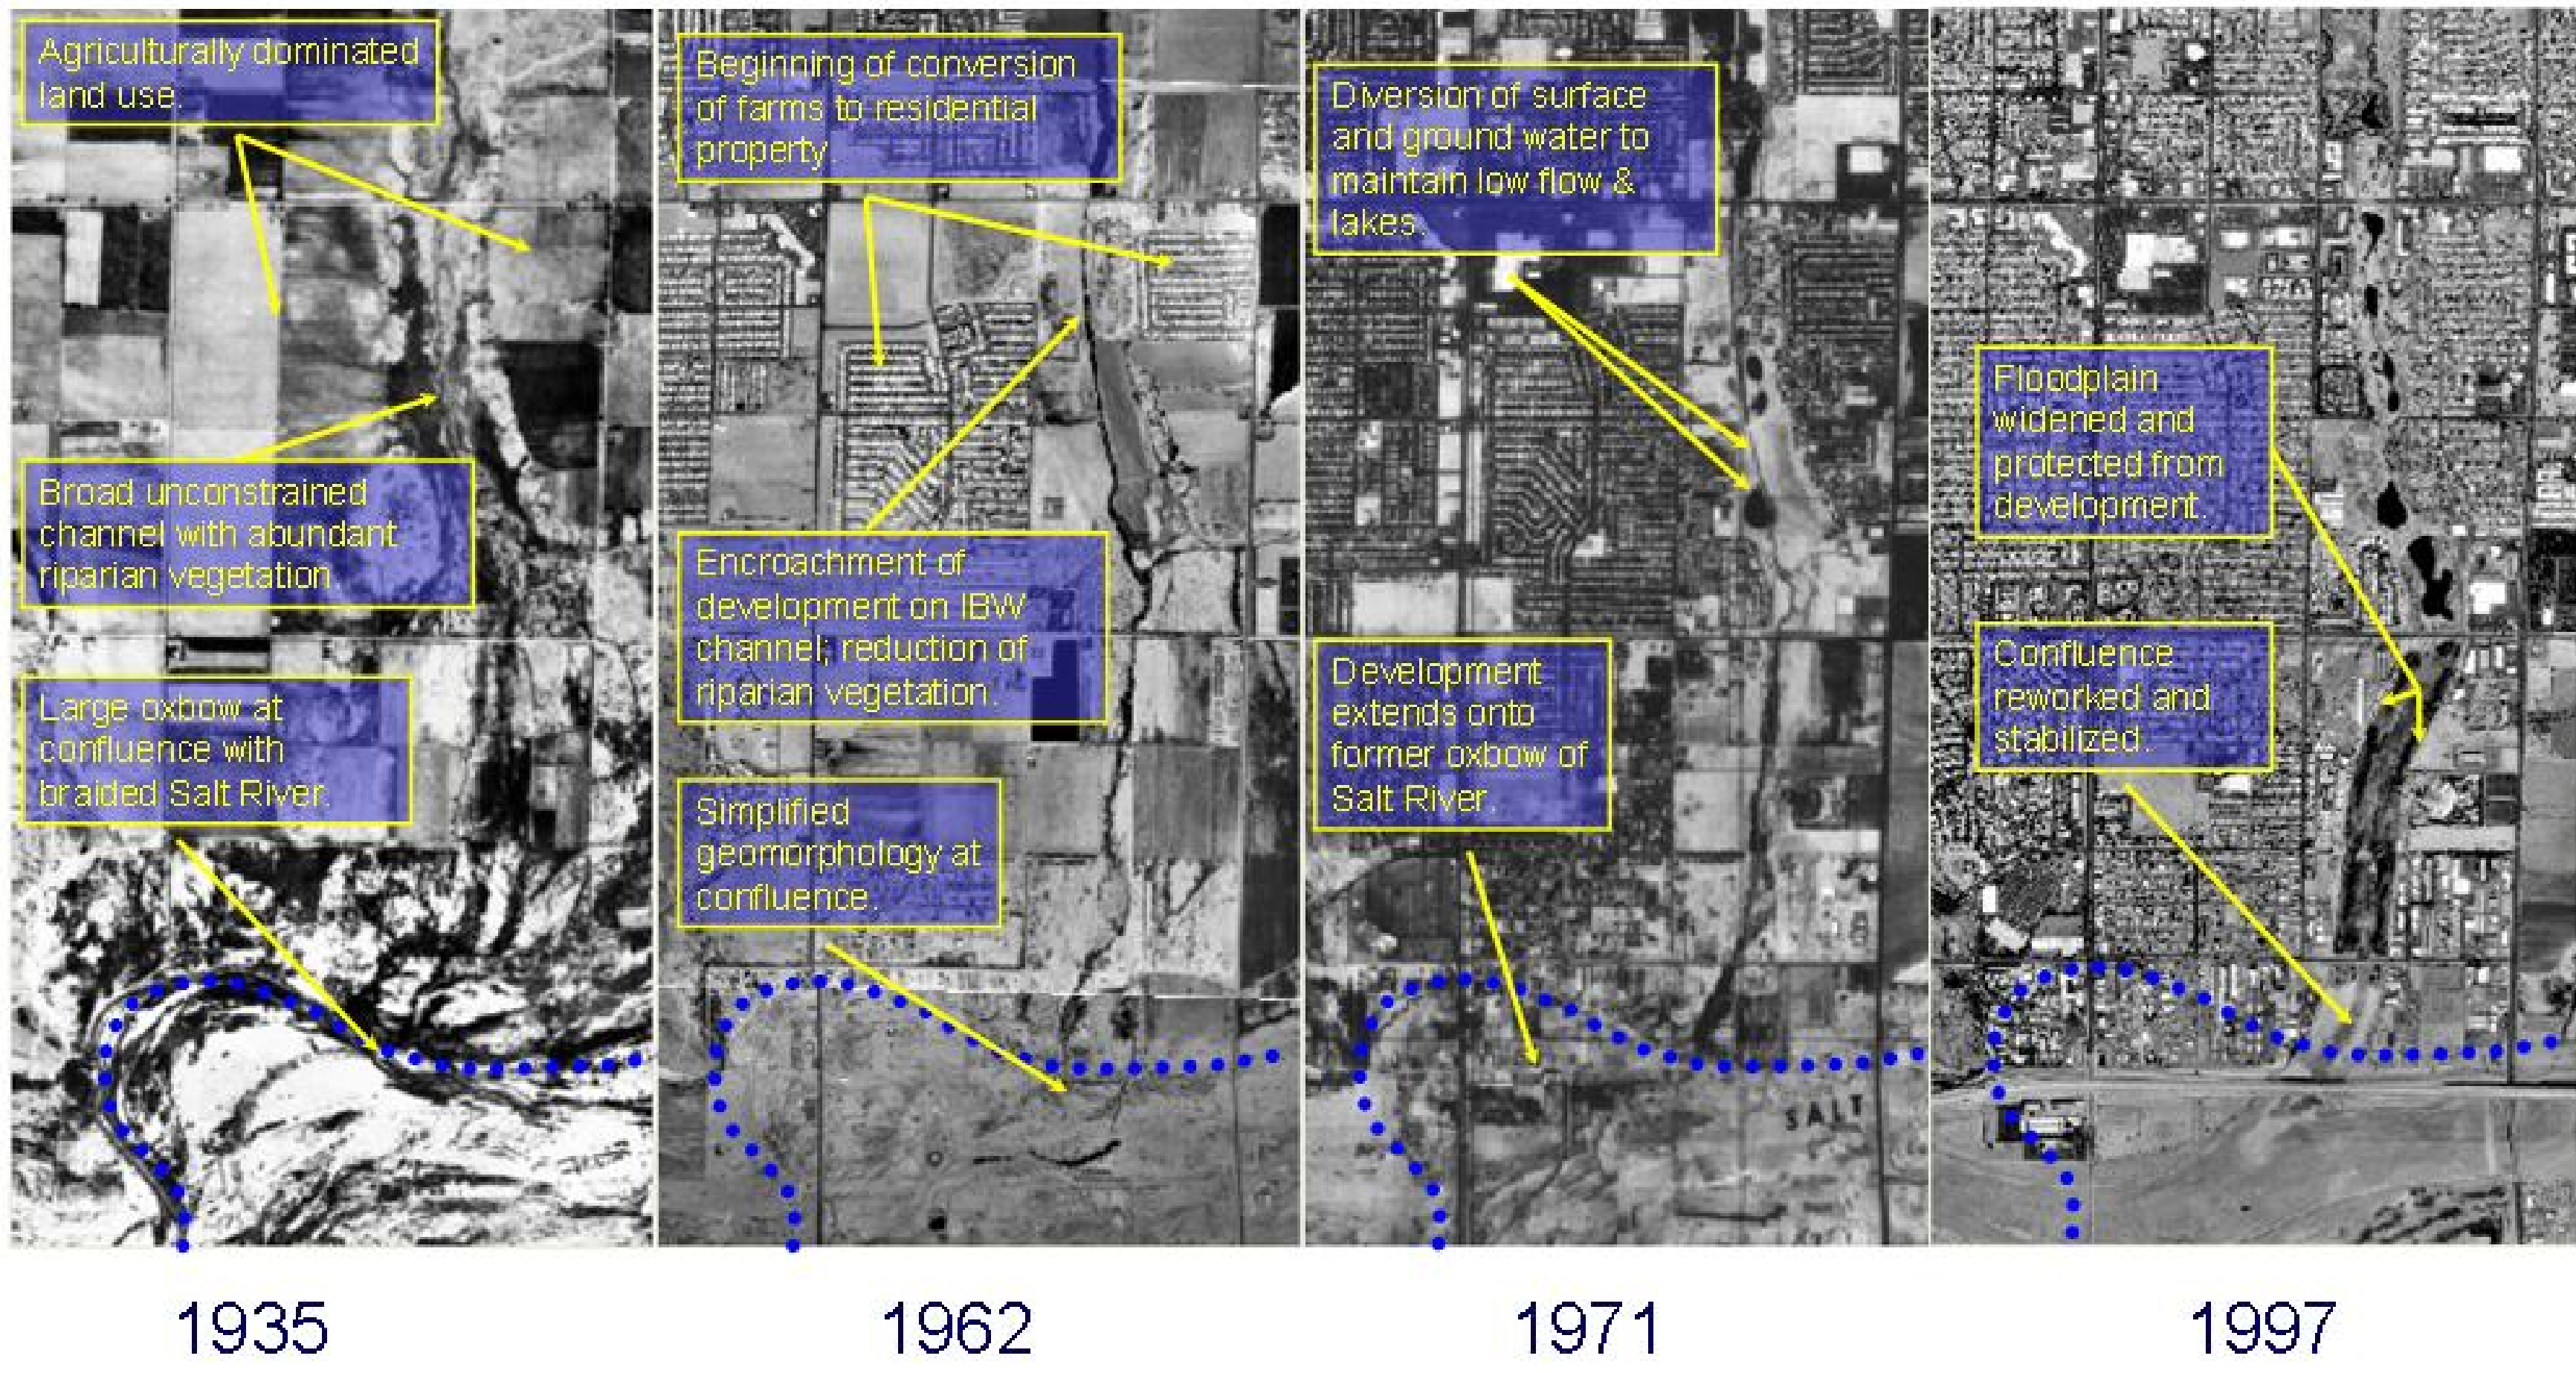 Agriculturally dominated
land use.
Broad unconstrained
channel with abundant
riparian vegetation.
Large oxbow at
confluence with
braided Salt River.
Beginning of conversion
of farms to residential
property.
Encroachment of
development on IBW
channel; reduction of
riparian vegetation.
Simplified
geomorphology at
confluence.
Diversion of surface
and ground water to
maintain low flow &
lakes.
Development
extends onto
former oxbow of
Salt River.
SALT
Floodplain
widened and
protected from
development.
Confluence
reworked and
stabilized.
1935
1962
1971
1997